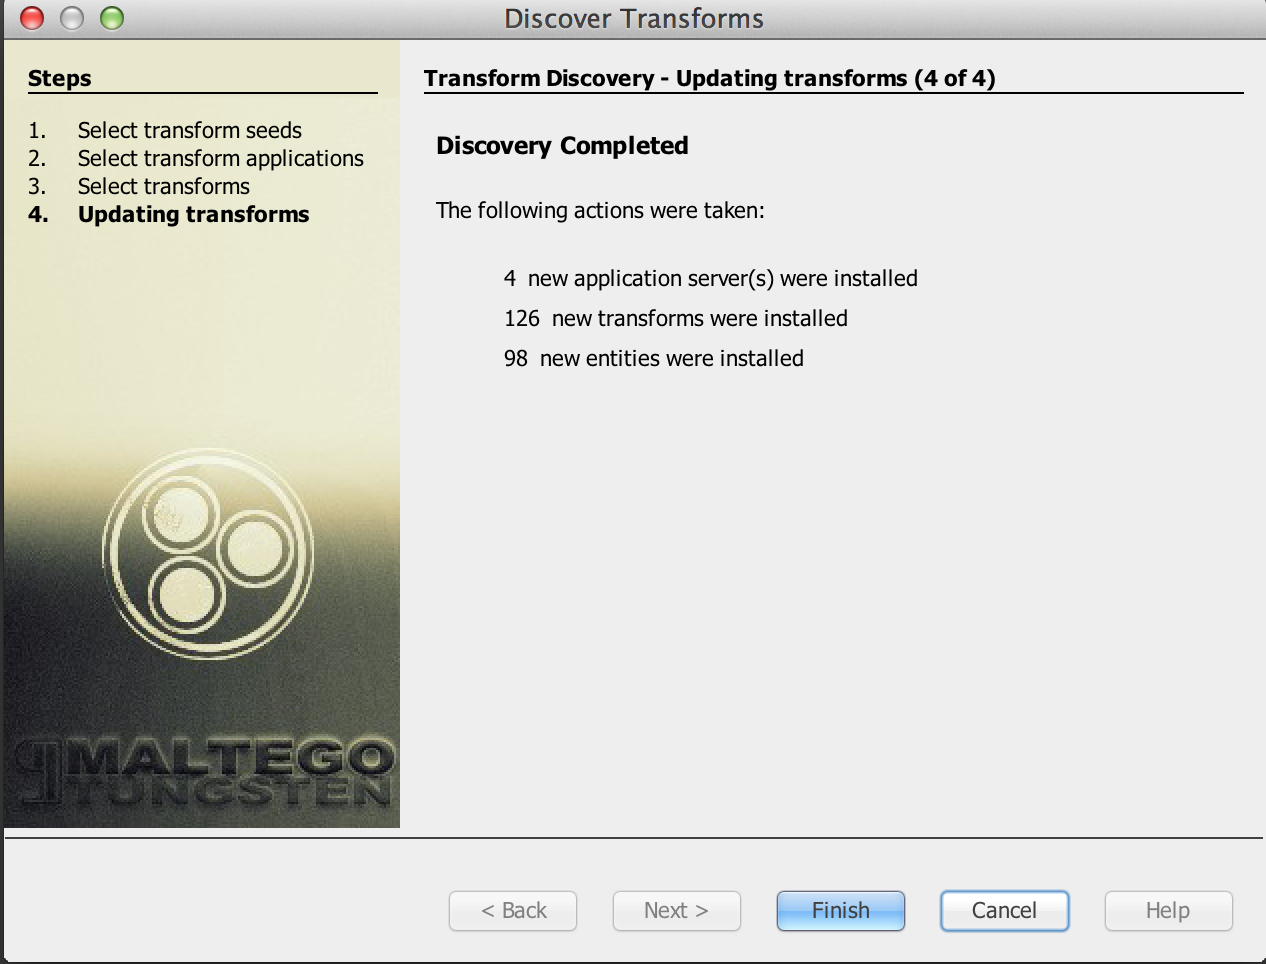 Discover Transforms
Steps
1. Select transform seeds
2. Select transform applications
3. Select transforms
4. Updating transforms
MALTEGO
TUNGSTEN
Transform Discovery - Updating transforms (4 of 4)
Discovery Completed
The following actions were taken:
4 new application server(s) were installed
126 new transforms were installed
98 new entities were installed
< Back
Next >
Finish
Cancel
Help